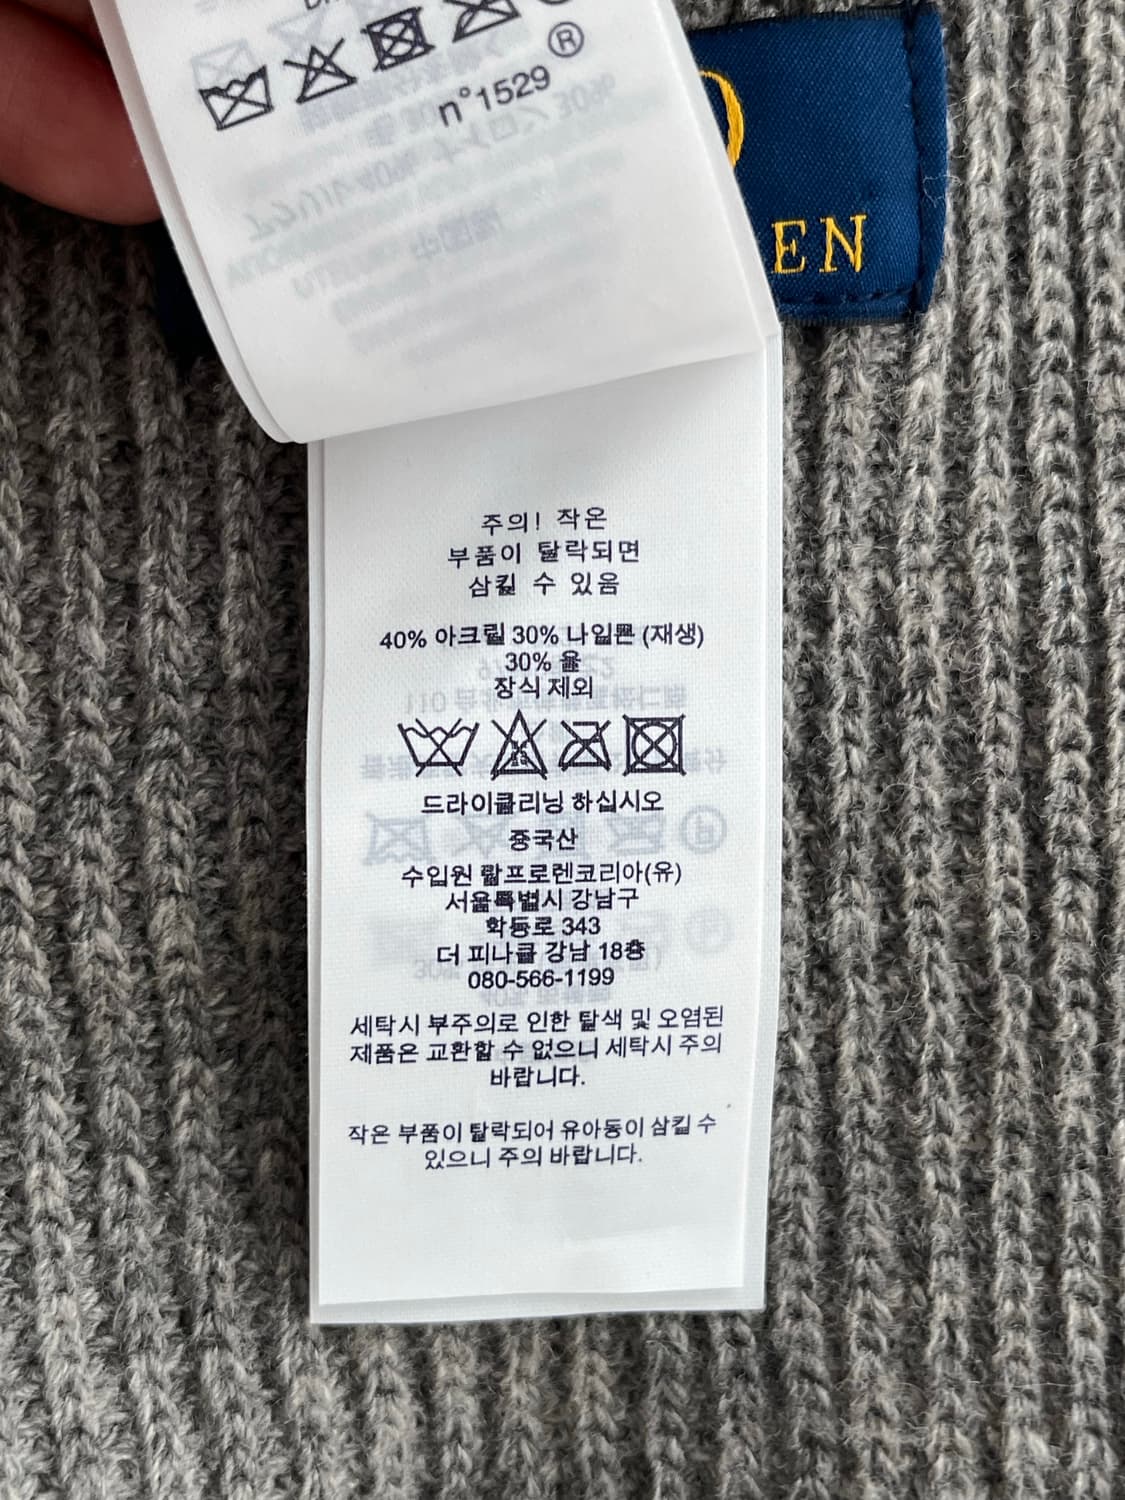 n°1529
®
EN
주의! 작은
부품이 탈락되면
삼킬 수 있음
40% 아크릴 30% 나일론 (재생)
30% 울
장식 제외
드라이클리닝 하십시오
중국산
수입원 랄프로렌코리아(유)
서울특별시 강남구
학동로 343
더 피나클 강남 18층
080-566-1199
세탁시 부주의로 인한 탈색 및 오염된
제품은 교환할 수 없으니 세탁시 주의
바랍니다.
작은 부품이 탈락되어 유아동이 삼킬 수
있으니 주의 바랍니다.